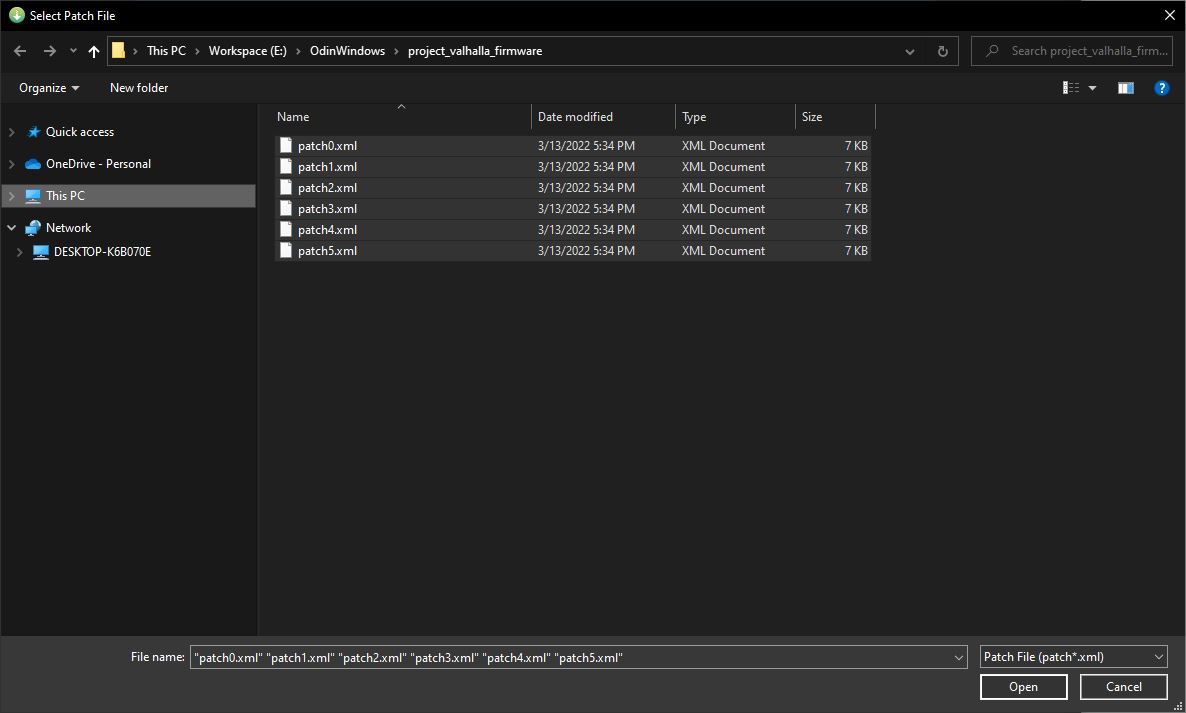 Select Patch File
This PC > Workspace (E:) > OdinWindows > project_valhalla_firmware
Search project_valhalla_firm...
Organize
New folder
Quick access
OneDrive - Personal
This PC
Network
DESKTOP-K6B070E
Name Date modified Type Size
patch0.xml 3/13/2022 5:34 PM XML Document 7 KB
patch1.xml 3/13/2022 5:34 PM XML Document 7 KB
patch2.xml 3/13/2022 5:34 PM XML Document 7 KB
patch3.xml 3/13/2022 5:34 PM XML Document 7 KB
patch4.xml 3/13/2022 5:34 PM XML Document 7 KB
patch5.xml 3/13/2022 5:34 PM XML Document 7 KB
File name: "patch0.xml" "patch1.xml" "patch2.xml" "patch3.xml" "patch4.xml" "patch5.xml"
Patch File (patch*.xml)
Open
Cancel